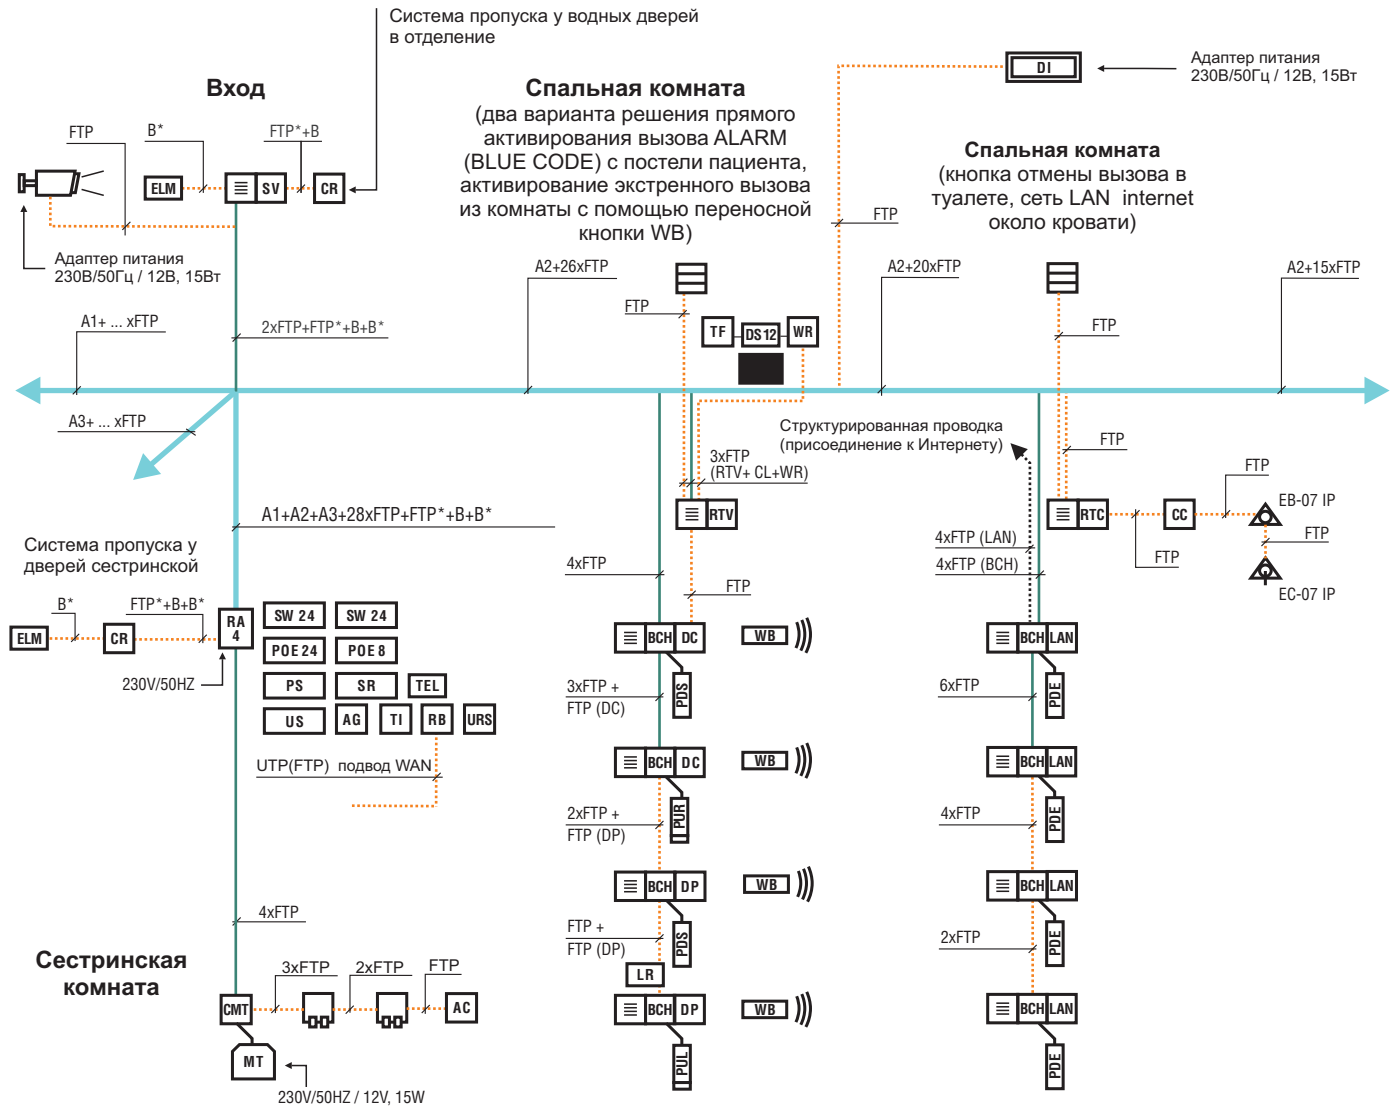 Система пропуска у водных дверей
в отделение
Вход
FTP
B*
FTP*+B
ELM
SV
CR
Адаптер питания
230В/50Гц / 12В, 15Вт
Спальная комната
(два варианта решения прямого
активирования вызова ALARM
(BLUE CODE) с постели пациента,
активирование экстренного вызова
из комнаты с помощью переносной
кнопки WB)
DI
Адаптер питания
230В/50Гц / 12В, 15Вт
FTP
Спальная комната
(кнопка отмены вызова в
туалете, сеть LAN internet
около кровати)
A1+ ... xFTP
2xFTP+FTP*+B+B*
A2+26xFTP
FTP
TF
DS12
WR
A2+20xFTP
FTP
A2+15xFTP
A3+ ... xFTP
Структурированная проводка
(присоединение к Интернету)
3xFTP
(RTV+ CL+WR)
RTV
FTP
FTP
RTC
CC
FTP
FTP
EB-07 IP
FTP
EC-07 IP
A1+A2+A3+28xFTP+FTP*+B+B*
Система пропуска у
дверей сестринской
B*
FTP*+B+B*
ELM
CR
RA
4
230V/50HZ
SW 24
SW 24
POE 24
POE 8
PS
SR
TEL
US
AG
TI
RB
URS
UTP(FTP) подвод WAN
4xFTP
FTP
BCH
DC
WB
PDS
3xFTP +
FTP (DC)
BCH
DC
WB
PUR
2xFTP +
FTP (DP)
BCH
DP
WB
PDS
FTP +
FTP (DP)
LR
BCH
DP
WB
PUL
4xFTP (LAN)
4xFTP (BCH)
BCH
LAN
PDE
6xFTP
BCH
LAN
PDE
4xFTP
BCH
LAN
PDE
2xFTP
BCH
LAN
PDE
4xFTP
Сестринская
комната
3xFTP
2xFTP
FTP
CMT
AC
MT
230V/50HZ / 12V, 15W